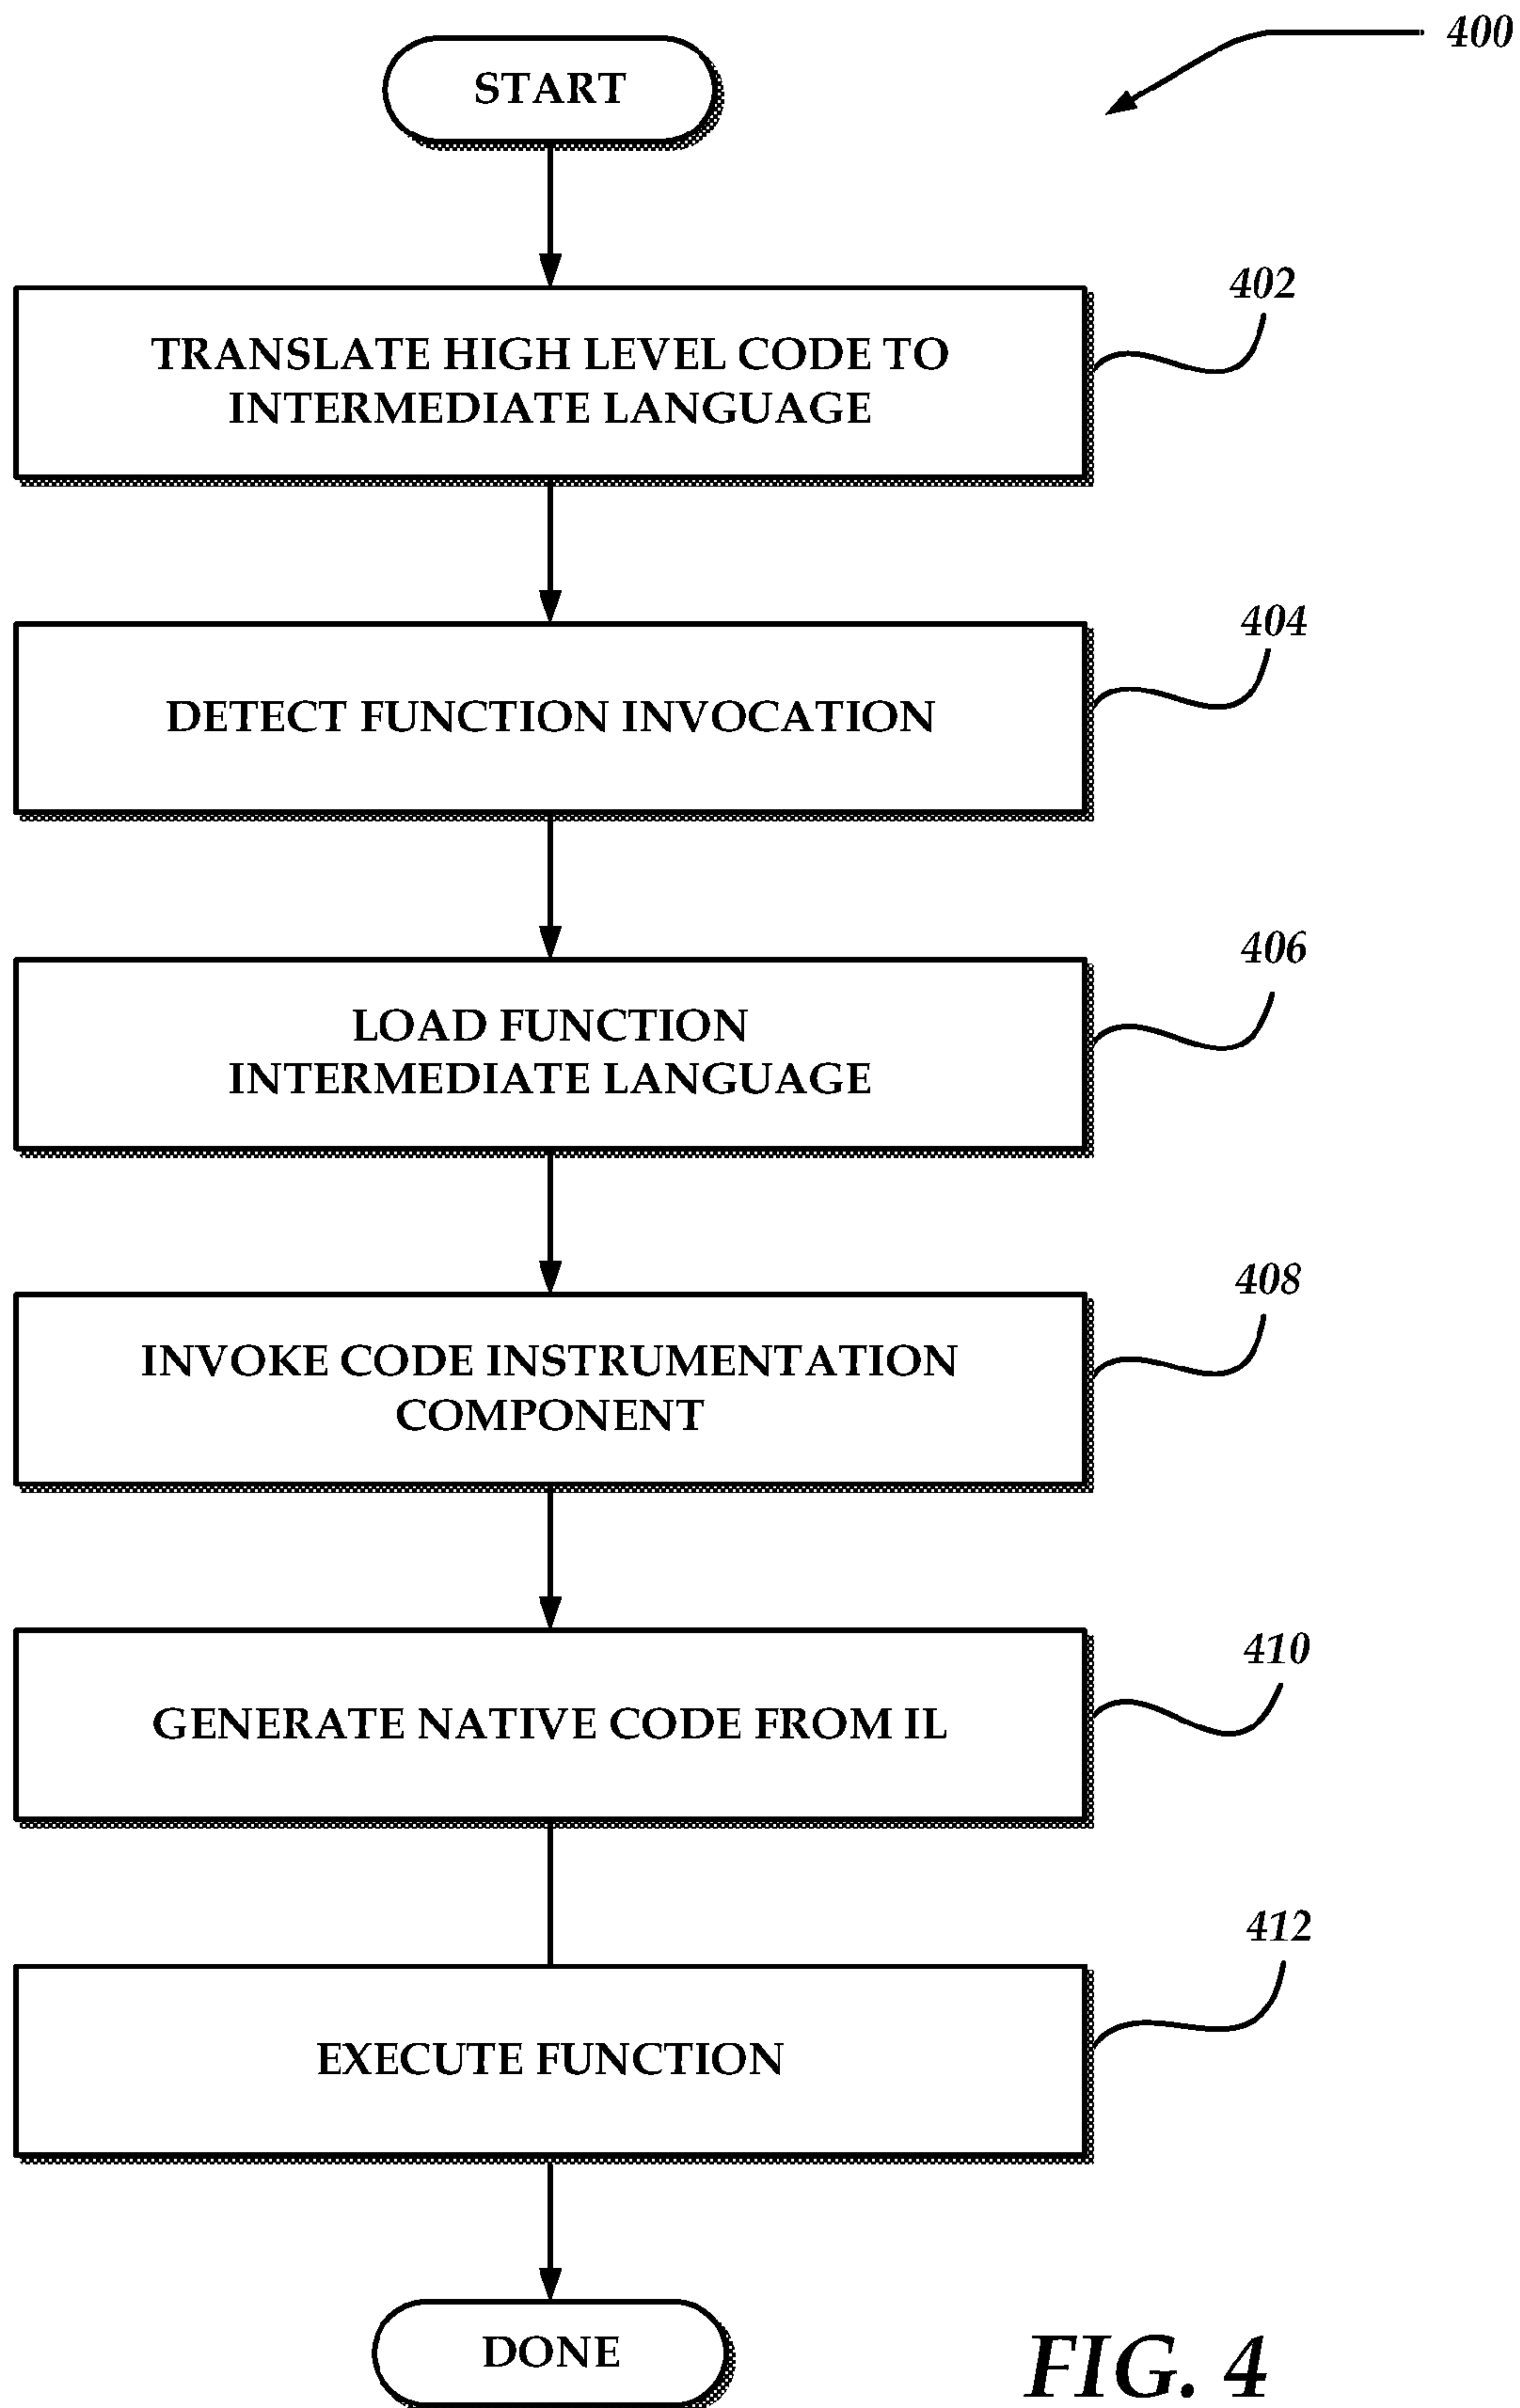 400
START
402
TRANSLATE HIGH LEVEL CODE TO
INTERMEDIATE LANGUAGE
404
DETECT FUNCTION INVOCATION
406
LOAD FUNCTION
INTERMEDIATE LANGUAGE
408
INVOKE CODE INSTRUMENTATION
COMPONENT
410
GENERATE NATIVE CODE FROM IL
412
EXECUTE FUNCTION
DONE
FIG. 4